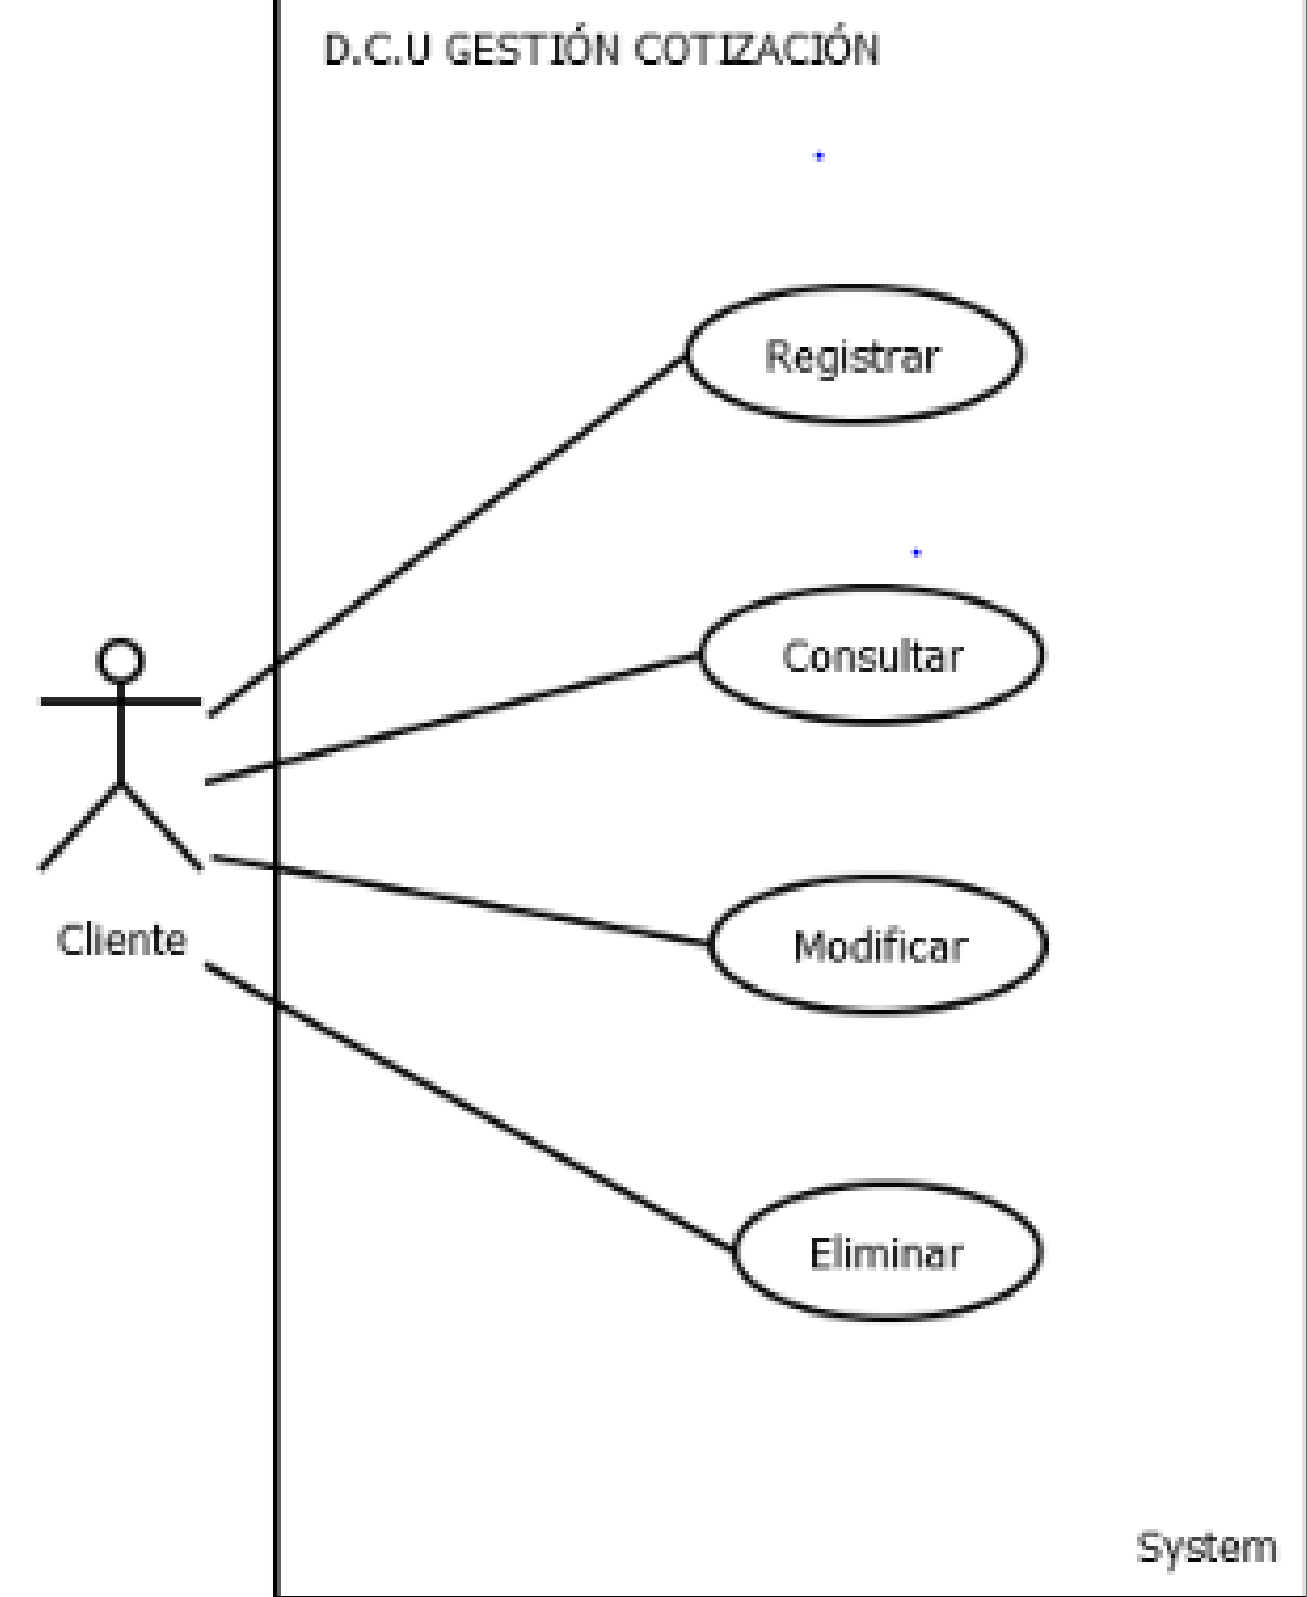 D.C.U GESTIÓN COTIZACIÓN
Registrar
Consultar
Cliente
Modificar
Eliminar
System